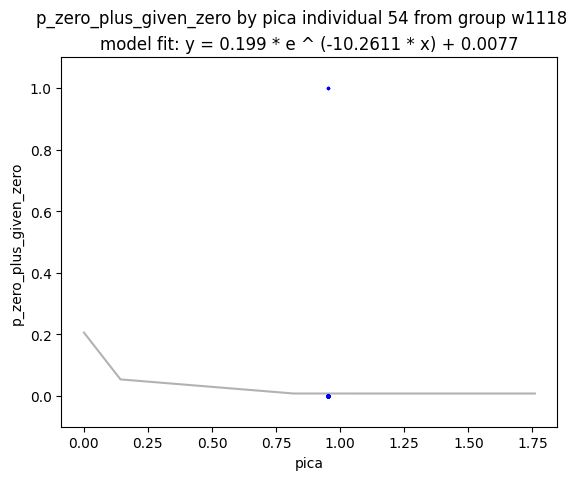 p_zero_plus_given_zero by pica individual 54 from group w1118
model fit: y = 0.199 * e ^ (-10.2611 * x) + 0.0077
p_zero_plus_given_zero
1.0
0.8
0.6
0.4
0.2
0.0
0.00 0.25 0.50 0.75 1.00 1.25 1.50 1.75
pica